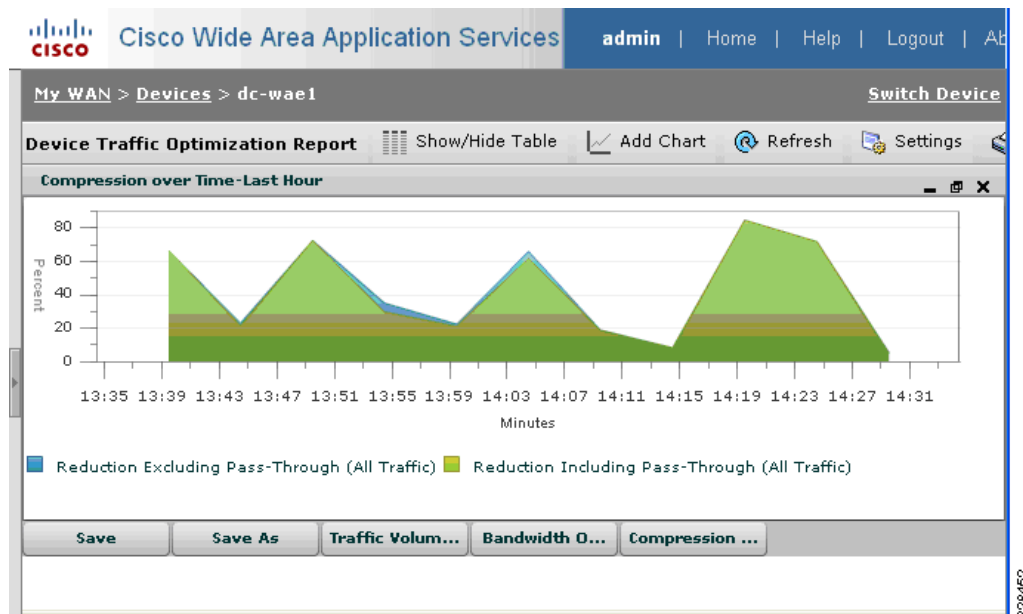 CISCO Cisco Wide Area Application Services admin | Home | Help | Logout | Ab
My WAN > Devices > dc-wae1 Switch Device
Device Traffic Optimization Report Show/Hide Table Add Chart Refresh Settings
Compression over Time-Last Hour
80
60
40
20
0
Percent
13:35 13:39 13:43 13:47 13:51 13:55 13:59 14:03 14:07 14:11 14:15 14:19 14:23 14:27 14:31
Minutes
Reduction Excluding Pass-Through (All Traffic) Reduction Including Pass-Through (All Traffic)
Save Save As Traffic Volum... Bandwidth O... Compression ...